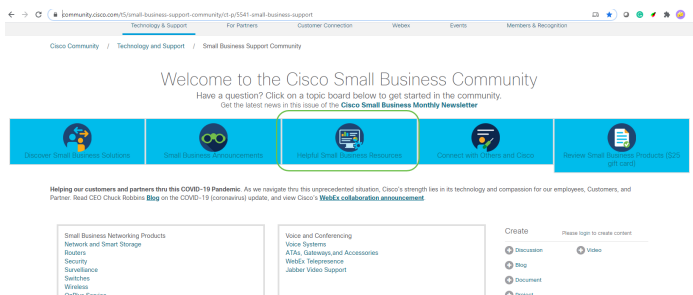 community.cisco.com/t5/small-business-support-community/ct-p/5541-small-business-support
Technology & Support For Partners Customer Connection Webex Events Members & Recognition
Cisco Community / Technology and Support / Small Business Support Community
Welcome to the Cisco Small Business Community
Have a question? Click on a topic board below to get started in the community.
Get the latest news in this issue of the Cisco Small Business Monthly Newsletter
Discover Small Business Solutions Small Business Announcements Helpful Small Business Resources Connect with Others and Cisco Review Small Business Products ($25
gift card)
Helping our customers and partners thru this COVID-19 Pandemic. As we navigate thru this unprecedented situation, Cisco's strength lies in its technology and compassion for our employees, Customers, and
Partner. Read CEO Chuck Robbins Blog on the COVID-19 (coronavirus) update, and view Cisco's WebEx collaboration announcement.
Small Business Networking Products
Network and Smart Storage
Routers
Security
Surveillance
Switches
Wireless
OnPlus Service
Voice and Conferencing
Voice Systems
ATAs, Gateways,and Accessories
WebEx Telepresence
Jabber Video Support
Create Please login to create content
Discussion Video
Blog
Document
Project